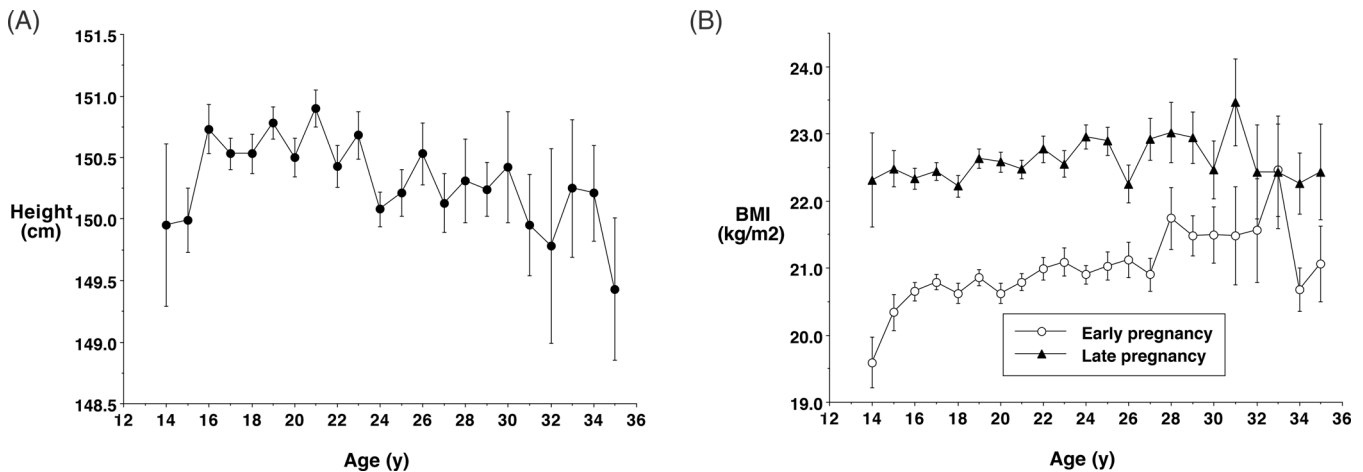 (A)
151.5
151.0
150.5
150.0
149.5
149.0
148.5
Height
(cm)
12 14 16 18 20 22 24 26 28 30 32 34 36
Age (y)
(B)
24.0
23.0
22.0
21.0
20.0
19.0
BMI
(kg/m2)
Early pregnancy
Late pregnancy
12 14 16 18 20 22 24 26 28 30 32 34 36
Age (y)